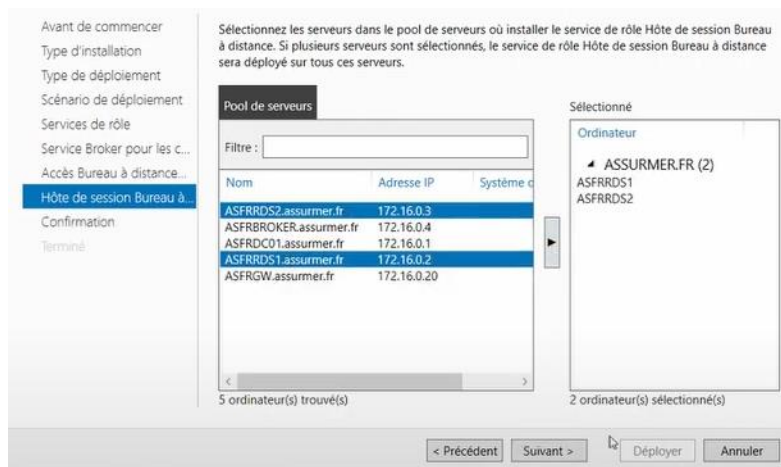 Avant de commencer
Type d'installation
Type de déploiement
Scénario de déploiement
Services de rôle
Service Broker pour les c...
Accès Bureau à distance...
Hôte de session Bureau à...
Confirmation
Terminé
Sélectionnez les serveurs dans le pool de serveurs où installer le service de rôle Hôte de session Bureau
à distance. Si plusieurs serveurs sont sélectionnés, le service de rôle Hôte de session Bureau à distance
sera déployé sur tous ces serveurs.
Pool de serveurs
Filtre :
Nom Adresse IP Système d
ASFRRDS2.assurmer.fr 172.16.0.3
ASFRBROKER.assurmer.fr 172.16.0.4
ASFRDC01.assurmer.fr 172.16.0.1
ASFRRDS1.assurmer.fr 172.16.0.2
ASFRGW.assurmer.fr 172.16.0.20
5 ordinateur(s) trouvé(s)
Sélectionné
Ordinateur
ASSURMER.FR (2)
ASFRRDS1
ASFRRDS2
2 ordinateur(s) sélectionné(s)
< Précédent Suivant > Déployer Annuler